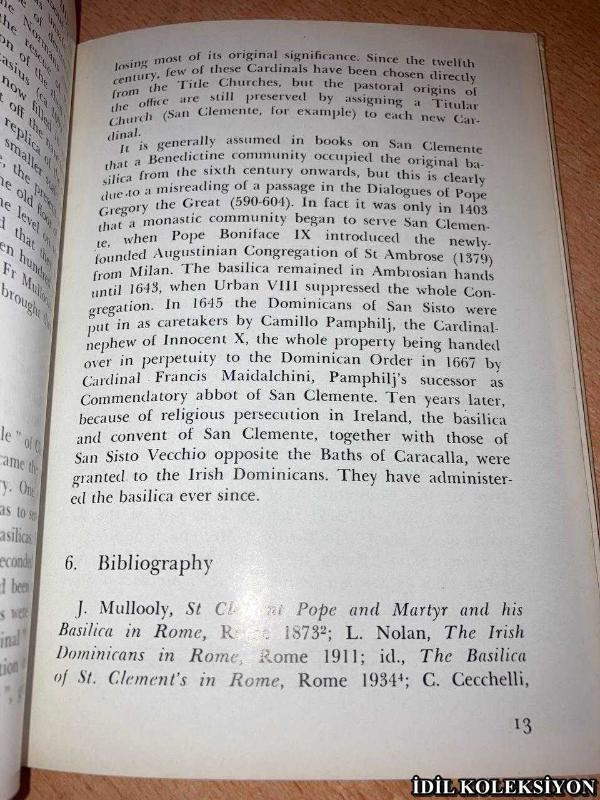 losing most of its original significance. Since the twelfth
century, few of these Cardinals have been chosen directly
from the Title Churches, but the pastoral origins of
the office are still preserved by assigning a Titular
Church (San Clemente, for example) to each new Car-
dinal.
It is generally assumed in books on San Clemente
that a Benedictine community occupied the original ba-
silica from the sixth century onwards, but this is clearly
due to a misreading of a passage in the Dialogues of Pope
Gregory the Great (590-604). In fact it was only in 1403
that a monastic community began to serve San Clemen-
te, when Pope Boniface IX introduced the newly-
founded Augustinian Congregation of St Ambrose (1379)
from Milan. The basilica remained in Ambrosian hands
until 1643, when Urban VIII suppressed the whole Con-
gregation. In 1645 the Dominicans of San Sisto were
put in as caretakers by Camillo Pamphilj, the Cardinal-
nephew of Innocent X, the whole property being handed
over in perpetuity to the Dominican Order in 1667 by
Cardinal Francis Maidalchini, Pamphilj's sucessor as
Commendatory abbot of San Clemente. Ten years later,
because of religious persecution in Ireland, the basilica
and convent of San Clemente, together with those of
San Sisto Vecchio opposite the Baths of Caracalla, were
granted to the Irish Dominicans. They have administer-
ed the basilica ever since.
6. Bibliography
J. Mullooly, St Clement Pope and Martyr and his
Basilica in Rome, Rome 1873²; L. Nolan, The Irish
Dominicans in Rome, Rome 1911; id., The Basilica
of St. Clement's in Rome, Rome 1934⁴; C. Cecchelli,
13
İDİL KOLEKSİYON